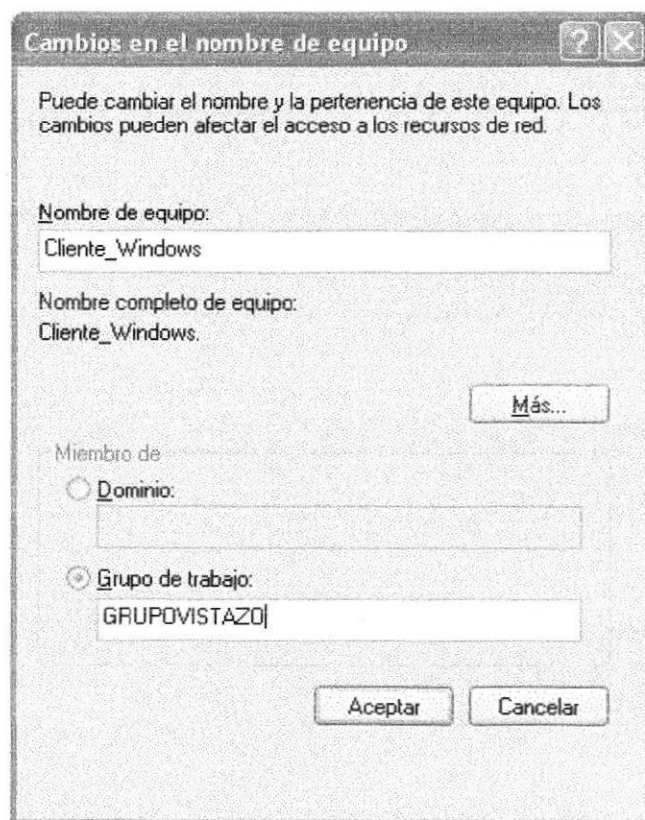 Cambios en el nombre de equipo
Puede cambiar el nombre y la pertenencia de este equipo. Los
cambios pueden afectar el acceso a los recursos de red.
Nombre de equipo:
Cliente_Windows
Nombre completo de equipo:
Cliente_Windows.
Más...
Miembro de
Dominio:
Grupo de trabajo:
GRUPOVISTAZO
Aceptar
Cancelar